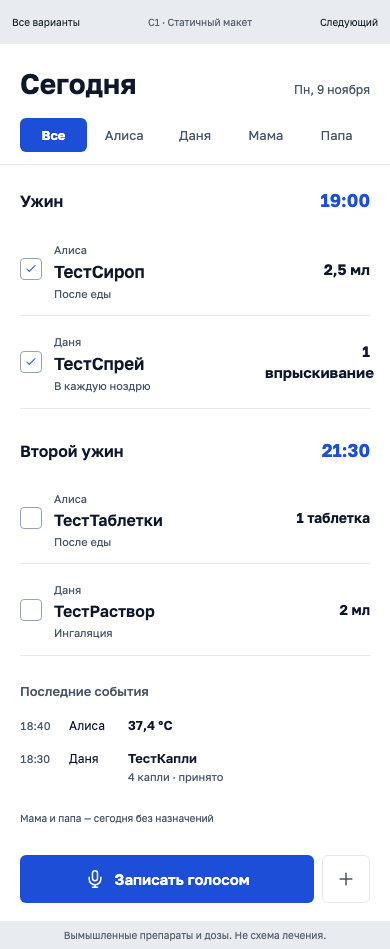 Все варианты С1 · Статичный макет Следующий
Сегодня
Пн, 9 ноября
Все Алиса Даня Мама Папа
Ужин 19:00
Алиса
ТестСироп 2,5 мл
После еды
Даня
ТестСпрей 1 впрыскивание
В каждую ноздрю
Второй ужин 21:30
Алиса
ТестТаблетки 1 таблетка
После еды
Даня
ТестРаствор 2 мл
Ингаляция
Последние события
18:40 Алиса 37,4 °C
18:30 Даня ТестКапли
4 капли · принято
Мама и папа — сегодня без назначений
Записать голосом +
Вымышленные препараты и дозы. Не схема лечения.